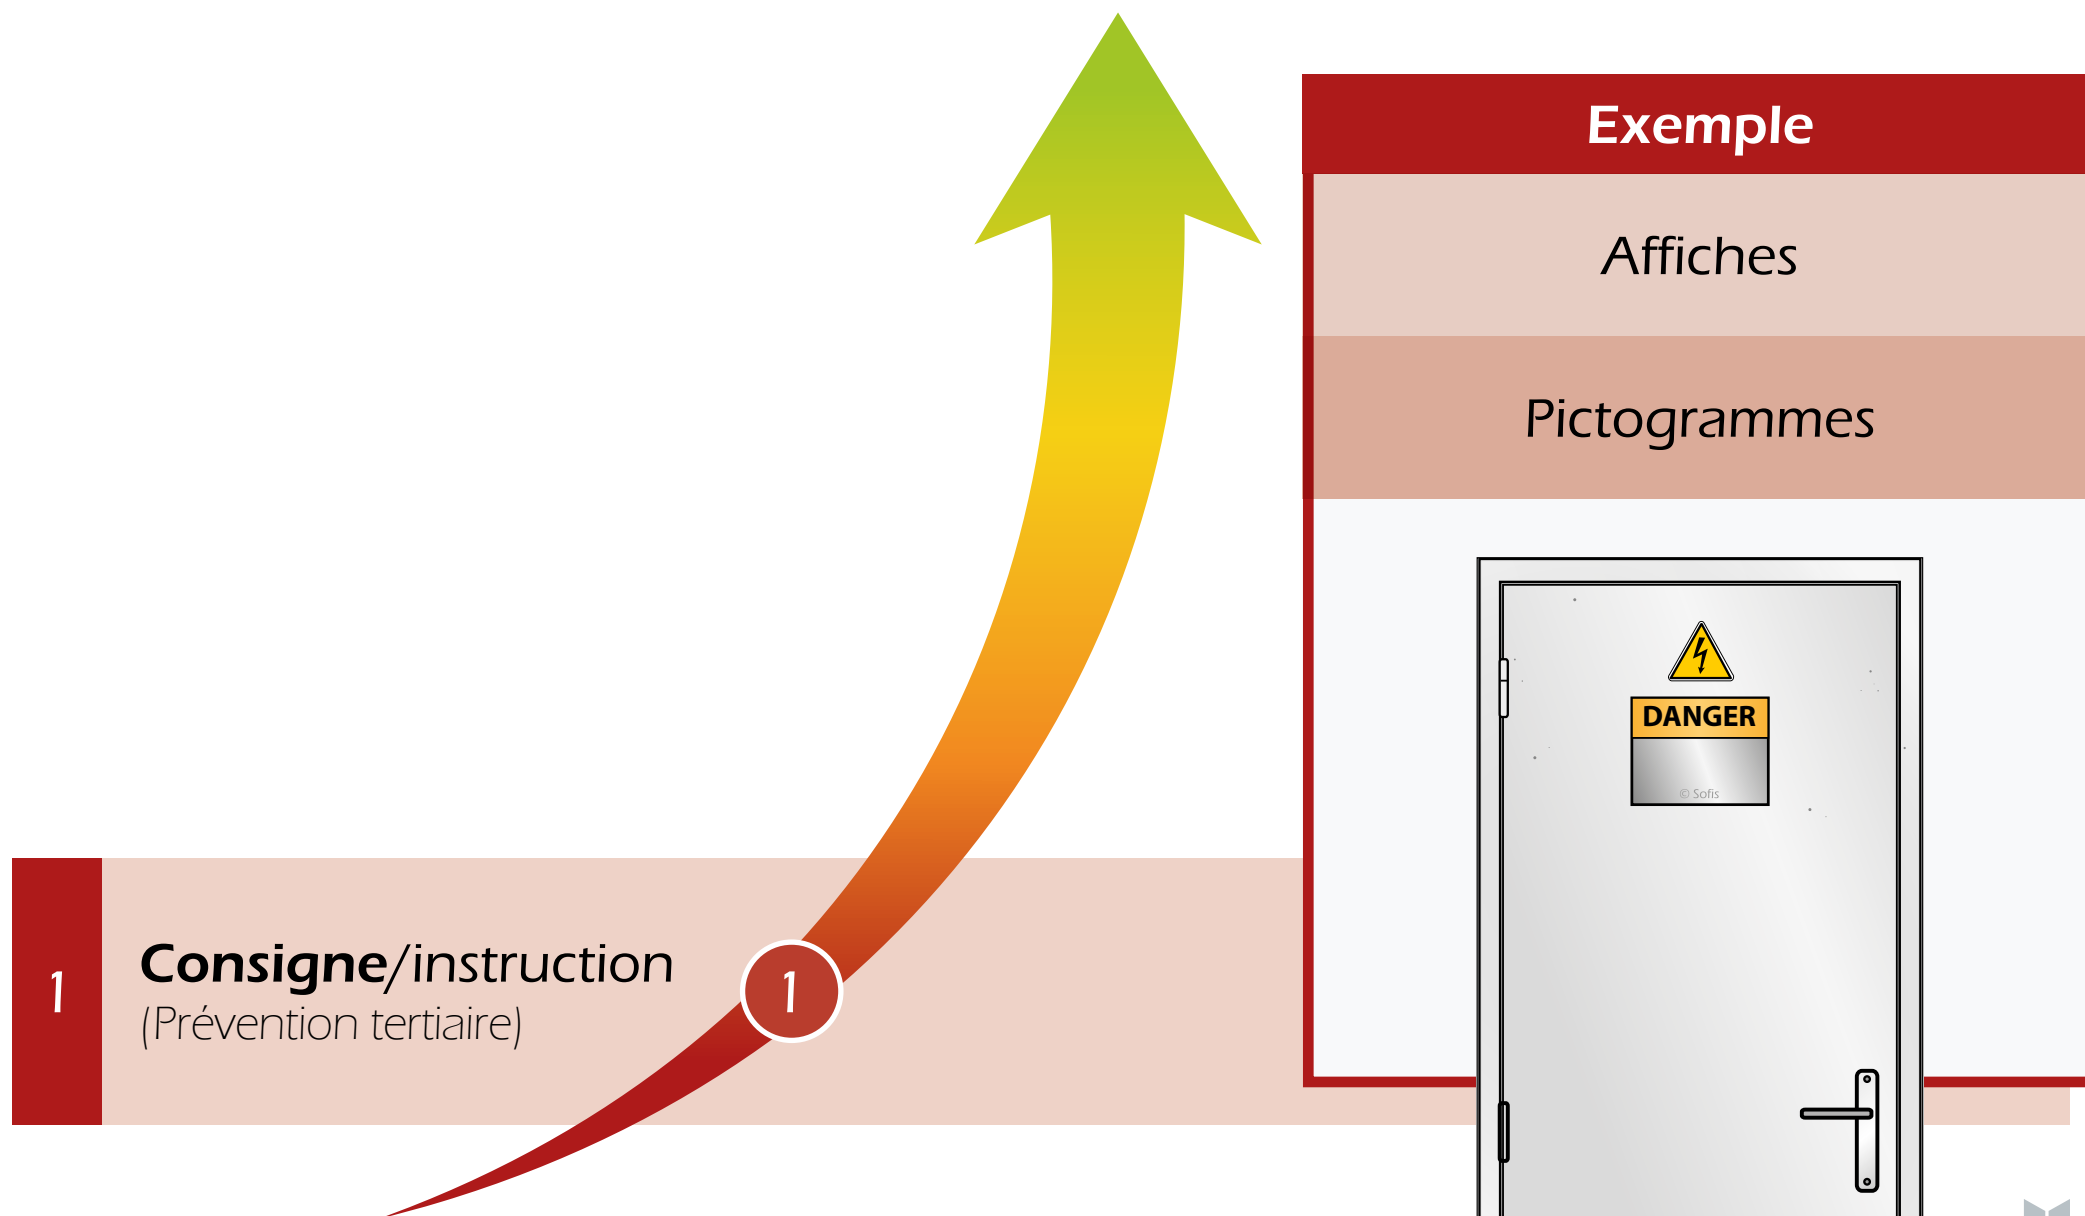 Exemple
Affiches
Pictogrammes
DANGER
© Sofis
1
Consigne/instruction
(Prévention tertiaire)
1